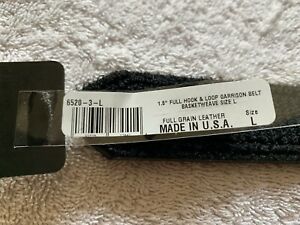 6520-3-L
1.5" FULL HOOK & LOOP GARRISON BELT
BASKETWEAVE SIZE L
FULL GRAIN LEATHER
MADE IN U.S.A.
Size
L